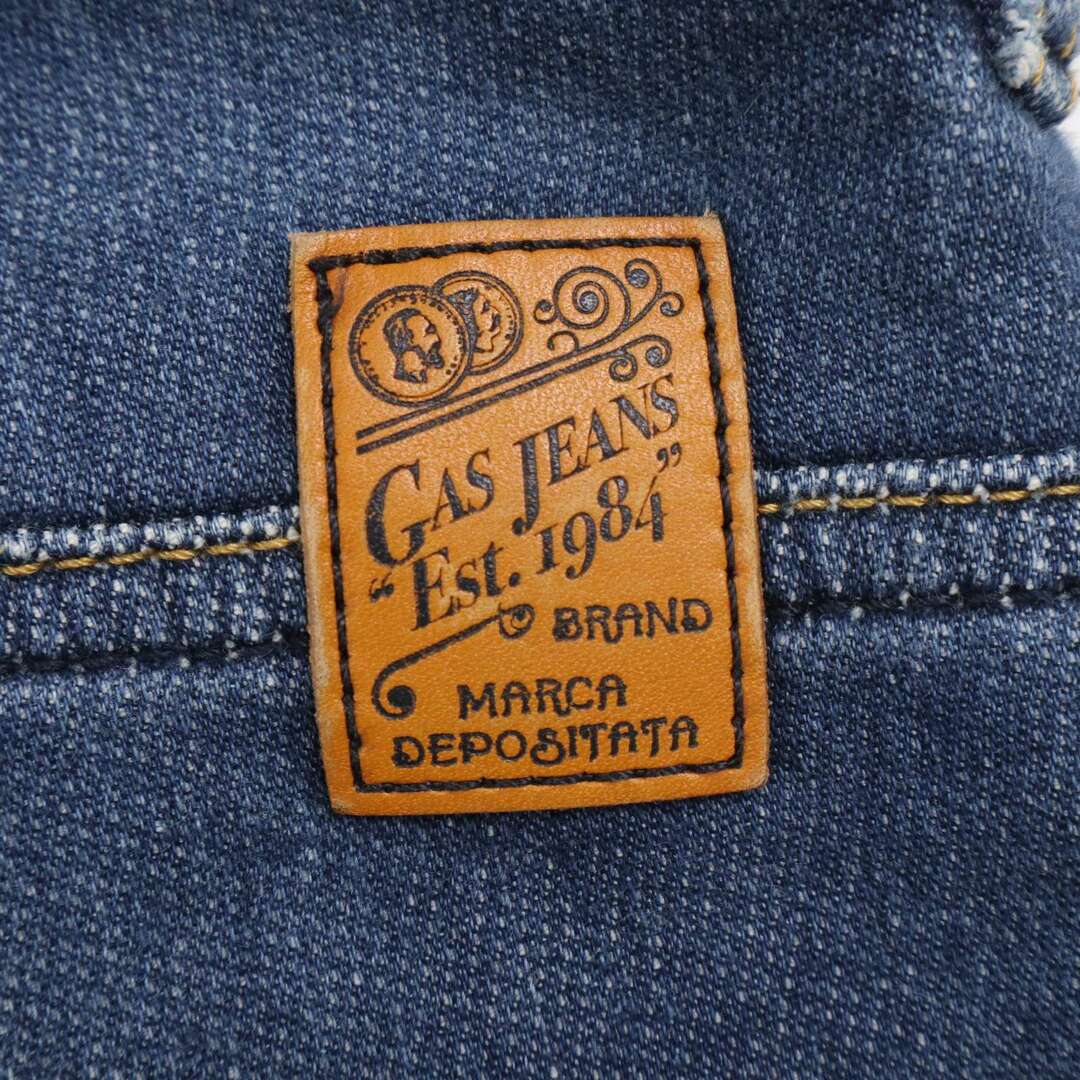 GAS JEANS
"EST. 1984"
BRAND
MARCA
DEPOSITATA